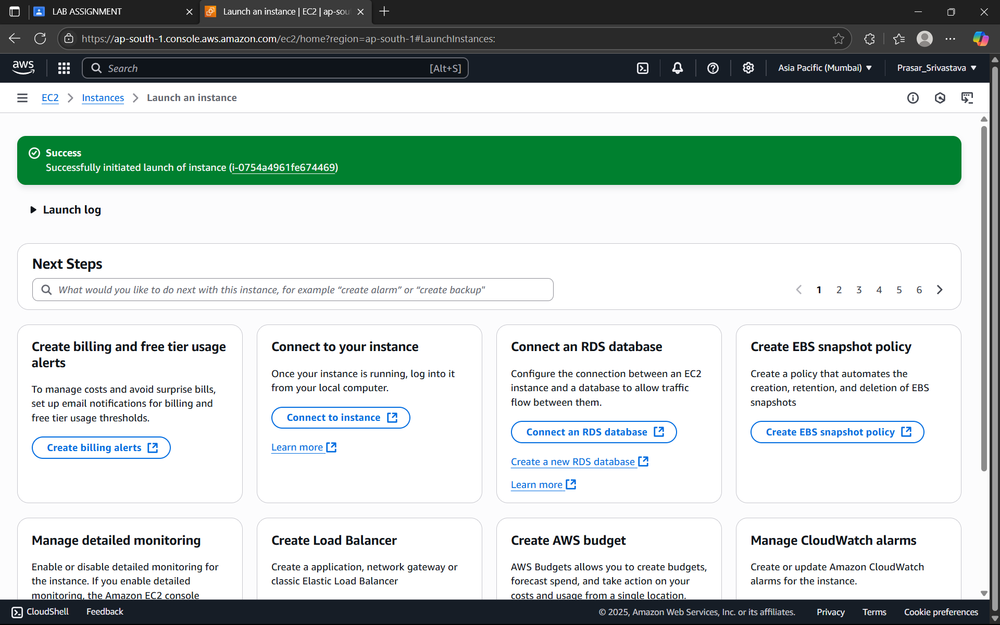 LAB ASSIGNMENT
Launch an instance | EC2 | ap-sou
https://ap-south-1.console.aws.amazon.com/ec2/home?region=ap-south-1#LaunchInstances:
aws
Search
[Alt+S]
Asia Pacific (Mumbai)
Prasar_Srivastava
EC2
Instances
Launch an instance
Success
Successfully initiated launch of instance (i-0754a4961fe674469)
Launch log
Next Steps
What would you like to do next with this instance, for example “create alarm” or “create backup"
1 2 3 4 5 6
Create billing and free tier usage
alerts
To manage costs and avoid surprise bills,
set up email notifications for billing and
free tier usage thresholds.
Create billing alerts
Connect to your instance
Once your instance is running, log into it
from your local computer.
Connect to instance
Learn more
Connect an RDS database
Configure the connection between an EC2
instance and a database to allow traffic
flow between them.
Connect an RDS database
Create a new RDS database
Learn more
Create EBS snapshot policy
Create a policy that automates the
creation, retention, and deletion of EBS
snapshots
Create EBS snapshot policy
Manage detailed monitoring
Enable or disable detailed monitoring for
the instance. If you enable detailed
monitoring, the Amazon EC2 console
Create Load Balancer
Create a application, network gateway or
classic Elastic Load Balancer
Create AWS budget
AWS Budgets allows you to create budgets,
forecast spend, and take action on your
costs and usage from a single location.
Manage CloudWatch alarms
Create or update Amazon CloudWatch
alarms for the instance.
CloudShell
Feedback
© 2025, Amazon Web Services, Inc. or its affiliates.
Privacy
Terms
Cookie preferences